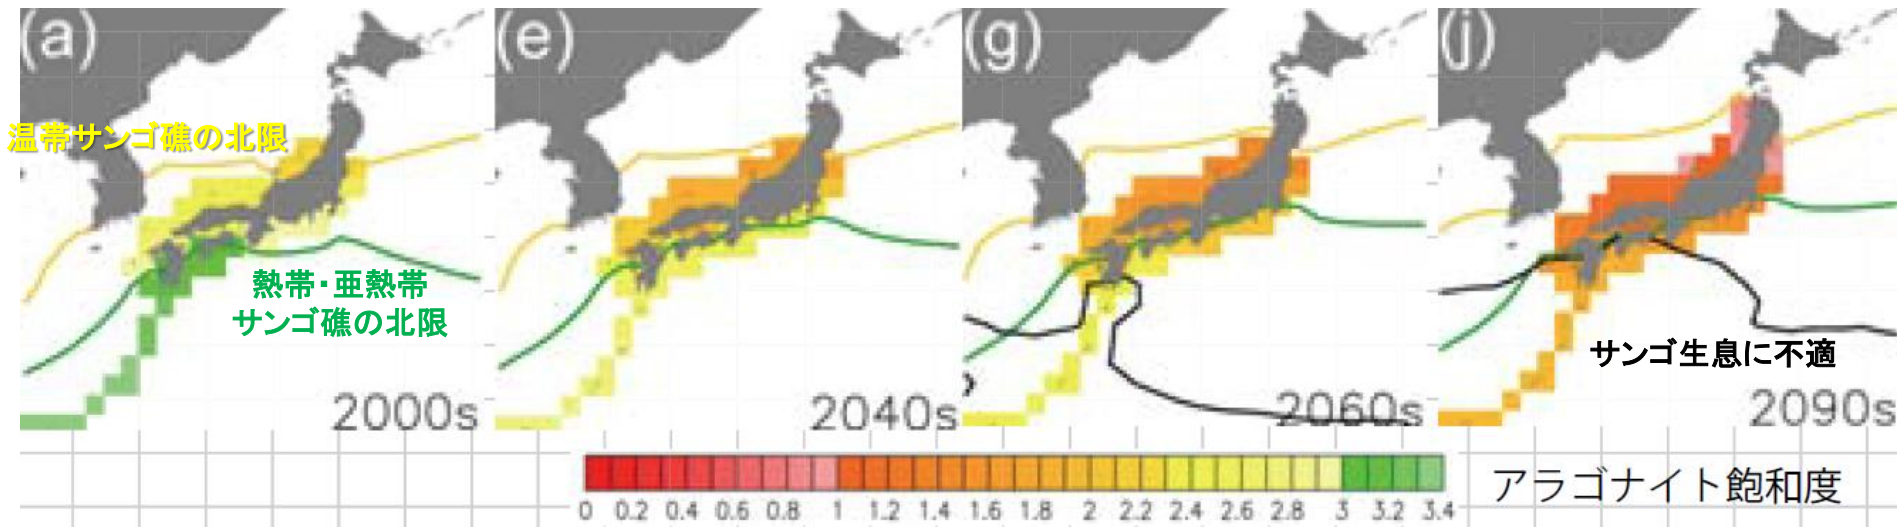 (a)
(e)
(g)
(j)
温帯サンゴ礁の北限
熱帯・亜熱帯
サンゴ礁の北限
サンゴ生息に不適
2000s
2040s
2060s
2090s
0 0.2 0.4 0.6 0.8 1 1.2 1.4 1.6 1.8 2 2.2 2.4 2.6 2.8 3 3.2 3.4
アラゴナイト飽和度